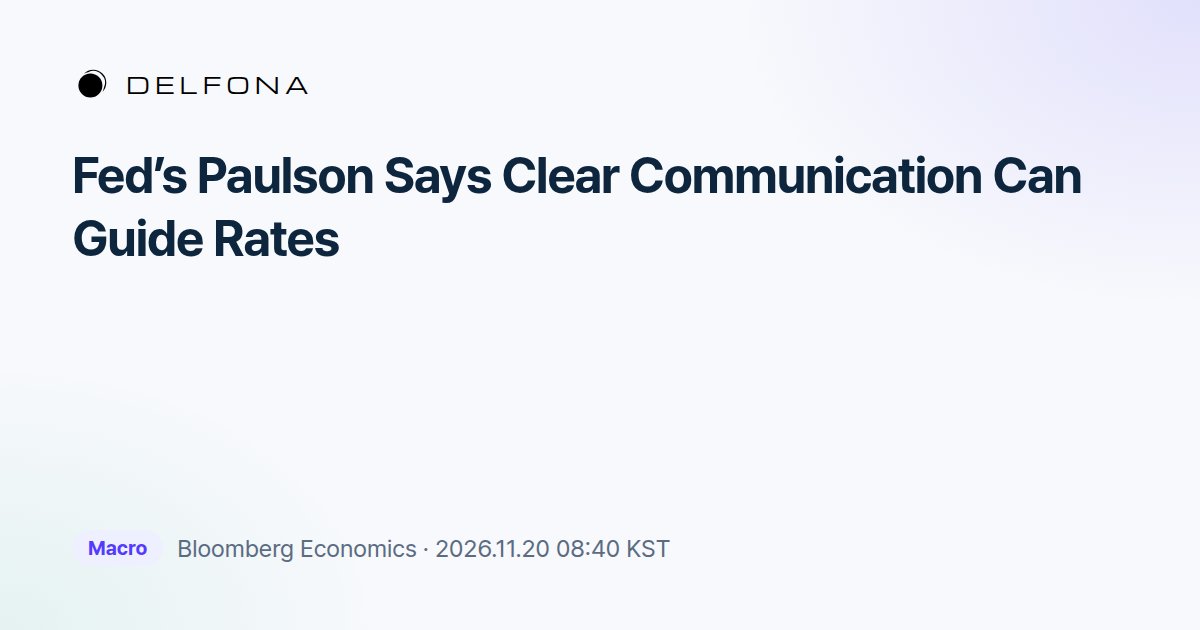 DELFONA
Fed’s Paulson Says Clear Communication Can
Guide Rates
Macro Bloomberg Economics · 2026.11.20 08:40 KST